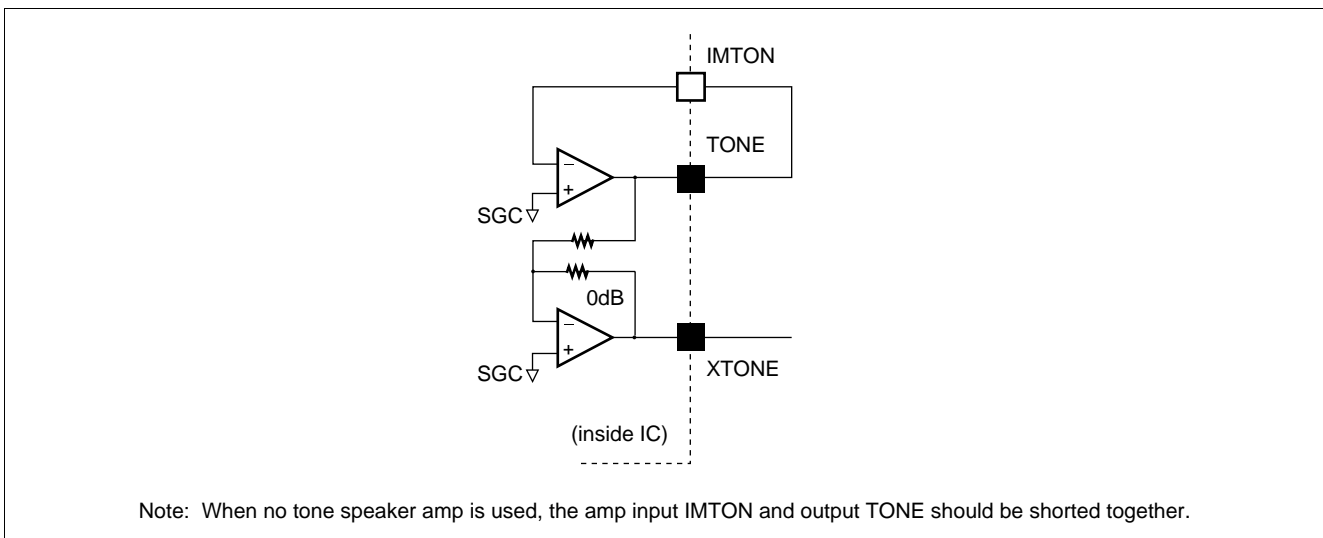 IMTON
TONE
−
+
SGC
0dB
−
+
SGC
XTONE
(inside IC)
Note: When no tone speaker amp is used, the amp input IMTON and output TONE should be shorted together.